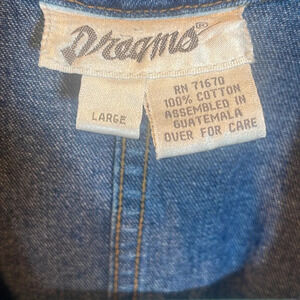 Dreams®
LARGE
RN 71670
100% COTTON
ASSEMBLED IN
GUATEMALA
OVER FOR CARE